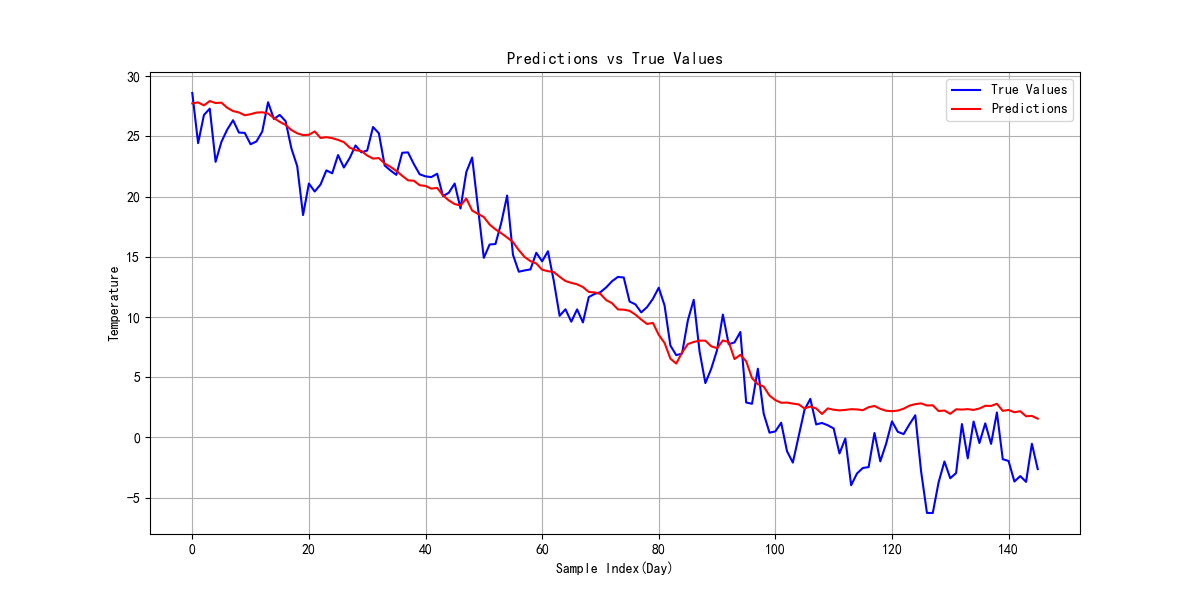 Predictions vs True Values
True Values
Predictions
30
25
20
15
10
5
0
−5
Temperature
0 20 40 60 80 100 120 140
Sample Index(Day)